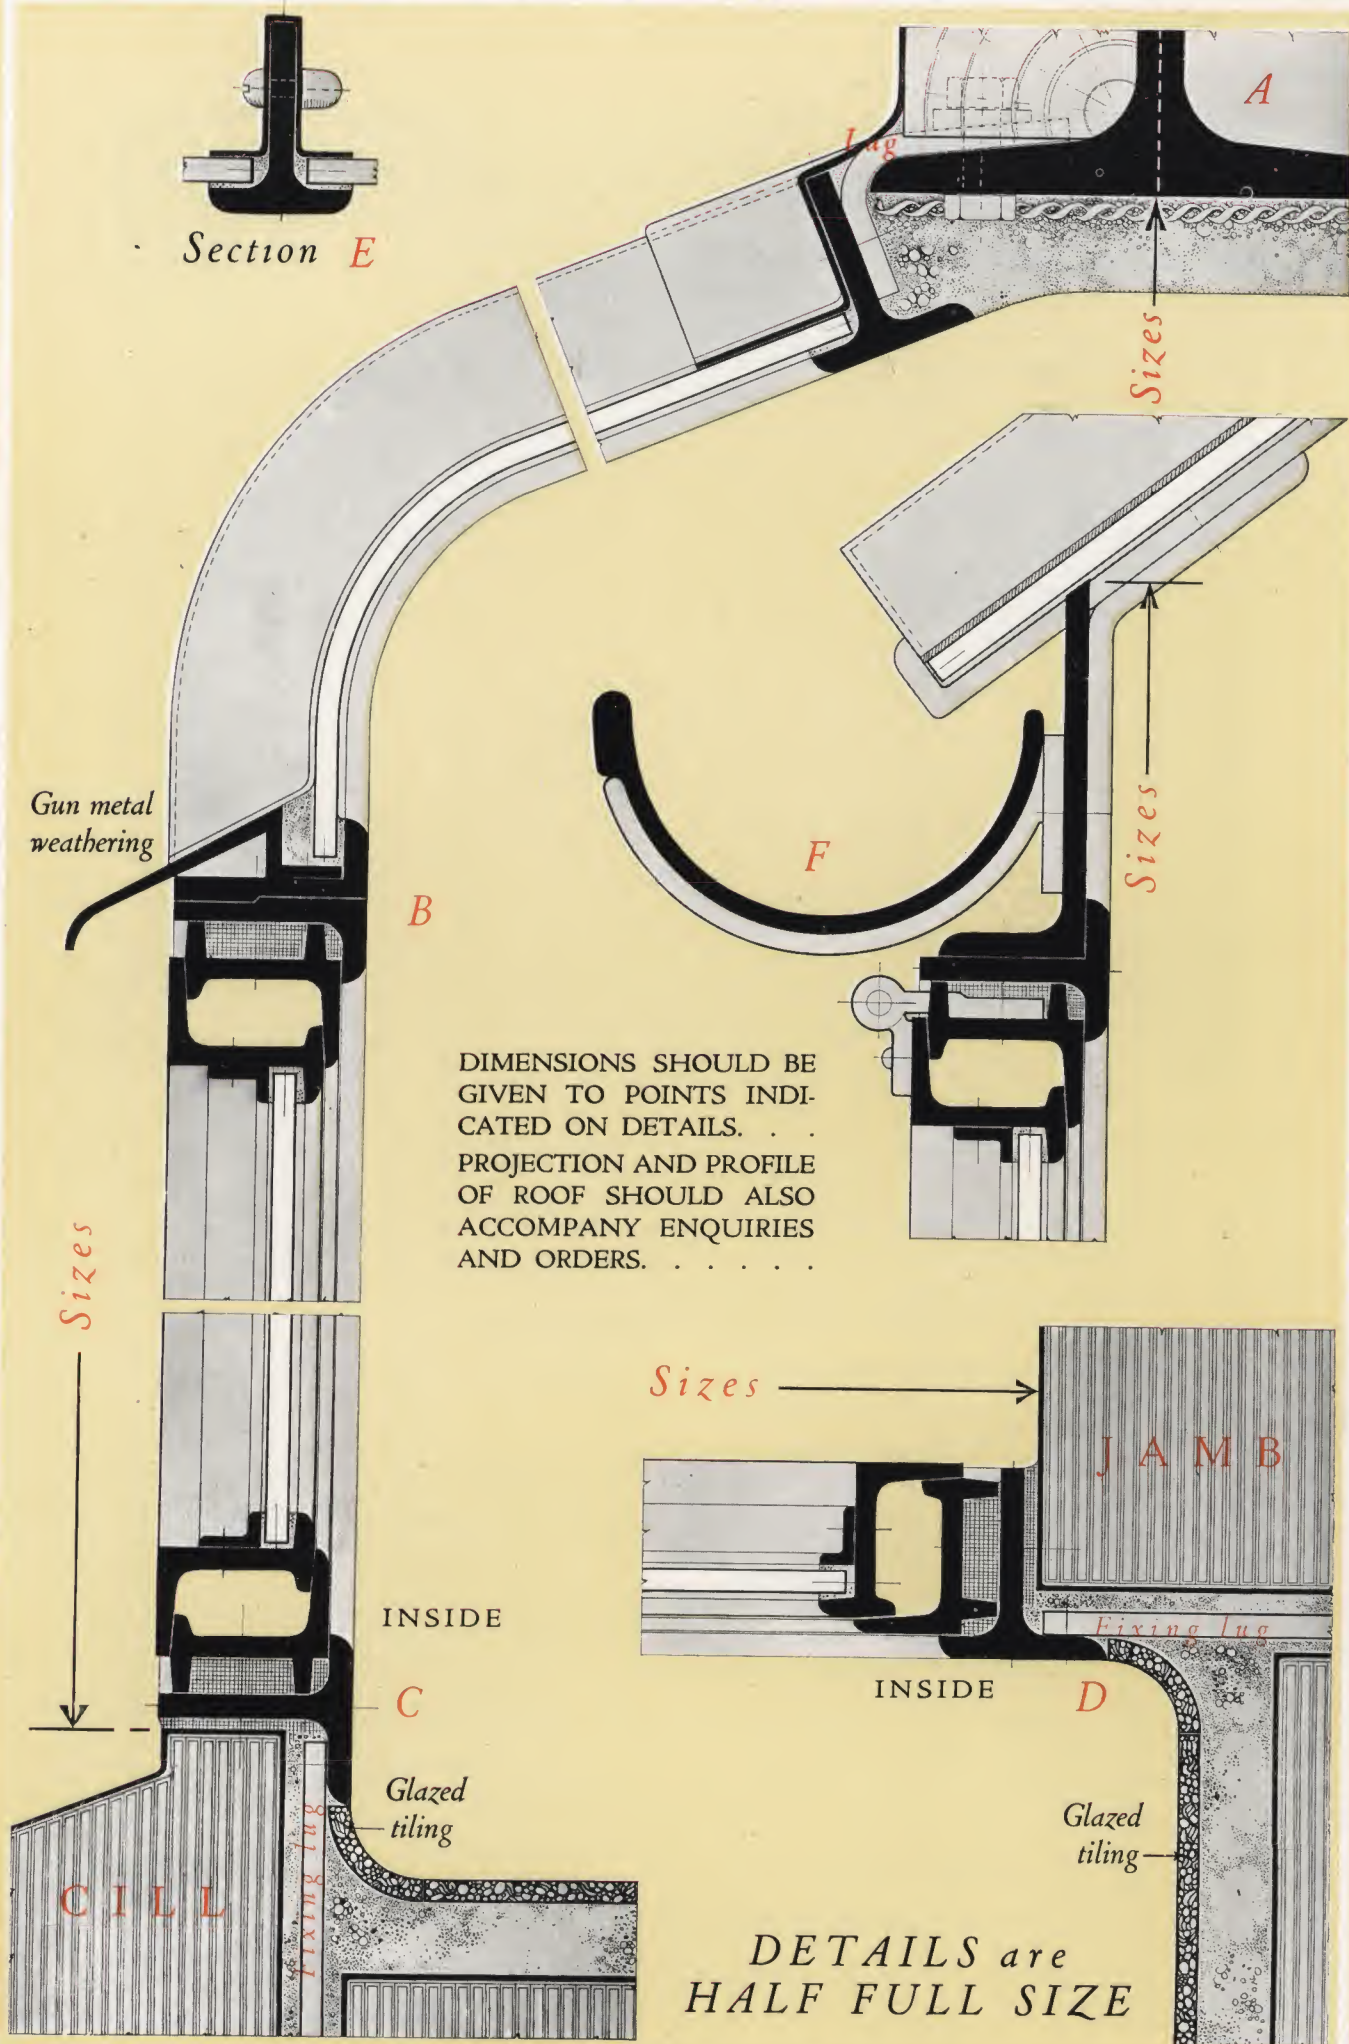 A
Lug
Section E
Sizes
Gun metal
weathering
B
F
Sizes
DIMENSIONS SHOULD BE
GIVEN TO POINTS INDI-
CATED ON DETAILS. . .
PROJECTION AND PROFILE
OF ROOF SHOULD ALSO
ACCOMPANY ENQUIRIES
AND ORDERS. . . . . .
Sizes
Sizes
JAMB
Fixing lug
INSIDE
C
INSIDE
D
Glazed
tiling
Glazed
tiling
CILL
Fixing lug
DETAILS are
HALF FULL SIZE